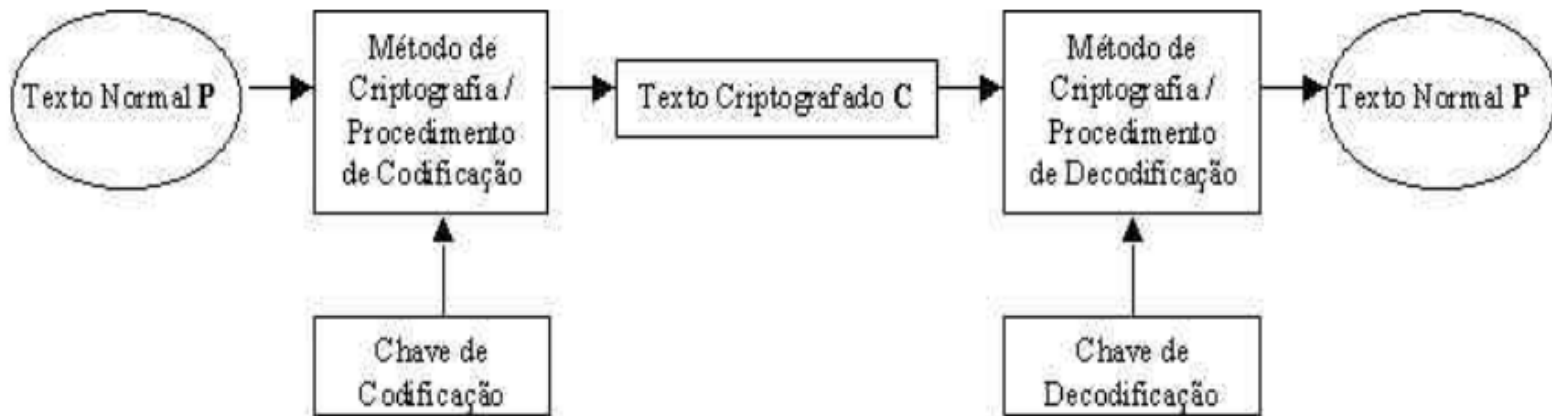 Texto Normal P
Método de
Criptografia /
Procedimento
de Codificação
Texto Criptografado C
Método de
Criptografia /
Procedimento
de Decodificação
Texto Normal P
Chave de
Codificação
Chave de
Decodificação